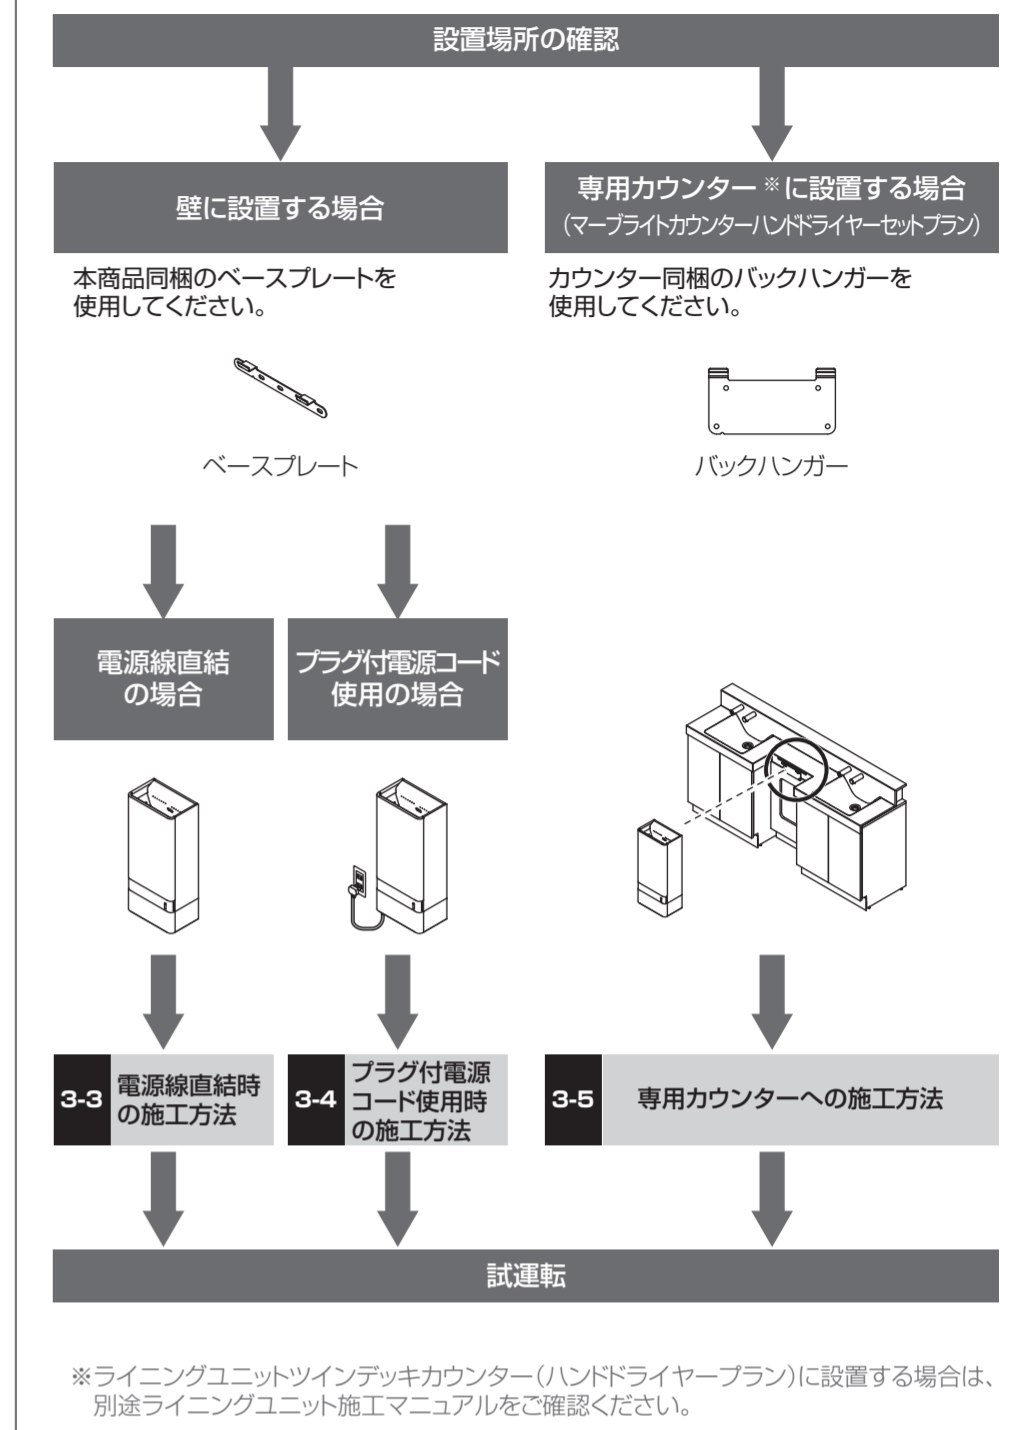 設置場所の確認
壁に設置する場合
専用カウンター※に設置する場合
（マーブライトカウターハンドドライヤーセットプラン）
本商品同梱のベースプレートを
使用してください。
カウンター同梱のバックハンガーを
使用してください。
ベースプレート
バックハンガー
電源線直結
の場合
プラグ付電源コード
使用の場合
3-3
電源線直結時
の施工方法
3-4
プラグ付電源
コード使用時
の施工方法
3-5
専用カウンターへの施工方法
試運転
※ライニングユニットツインデッキカウンター（ハンドドライヤープラン）に設置する場合は、
別途ライニングユニット施工マニュアルをご確認ください。